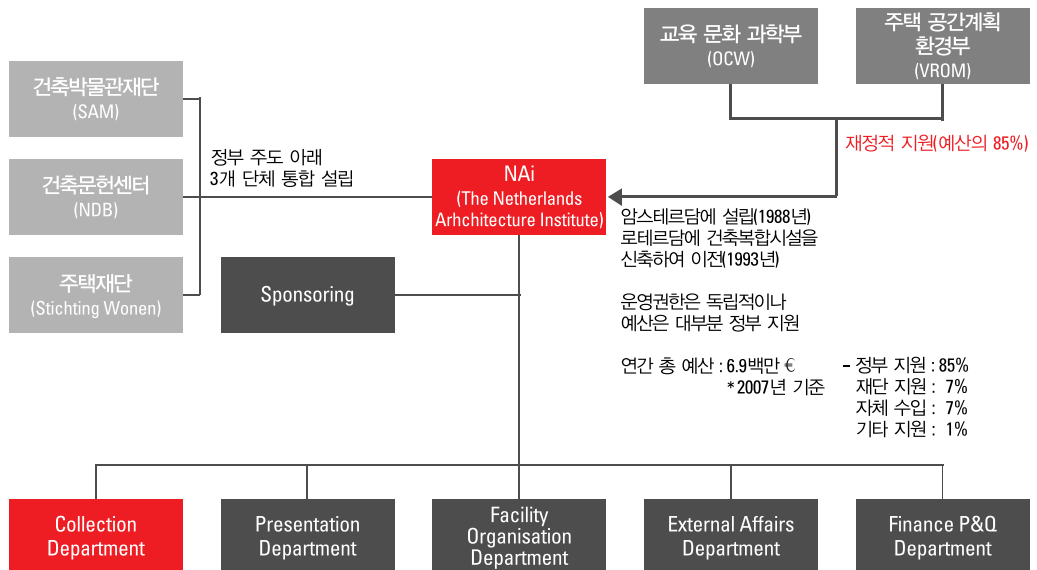 교육 문화 과학부
(OCW)
주택 공간계획
환경부
(VROM)
건축박물관재단
(SAM)
재정적 지원(예산의 85%)
정부 주도 아래
3개 단체 통합 설립
건축문헌센터
(NDB)
NAi
(The Netherlands
Arhchitecture Institute)
암스테르담에 설립(1988년)
로테르담에 건축복합시설을
신축하여 이전(1993년)
주택재단
(Stichting Wonen)
Sponsoring
운영권한은 독립적이나
예산은 대부분 정부 지원
연간 총 예산 : 6.9백만 €
*2007년 기준
– 정부 지원 : 85%
재단 지원 : 7%
자체 수입 : 7%
기타 지원 : 1%
Collection
Department
Presentation
Department
Facility
Organisation
Department
External Affairs
Department
Finance P&Q
Department